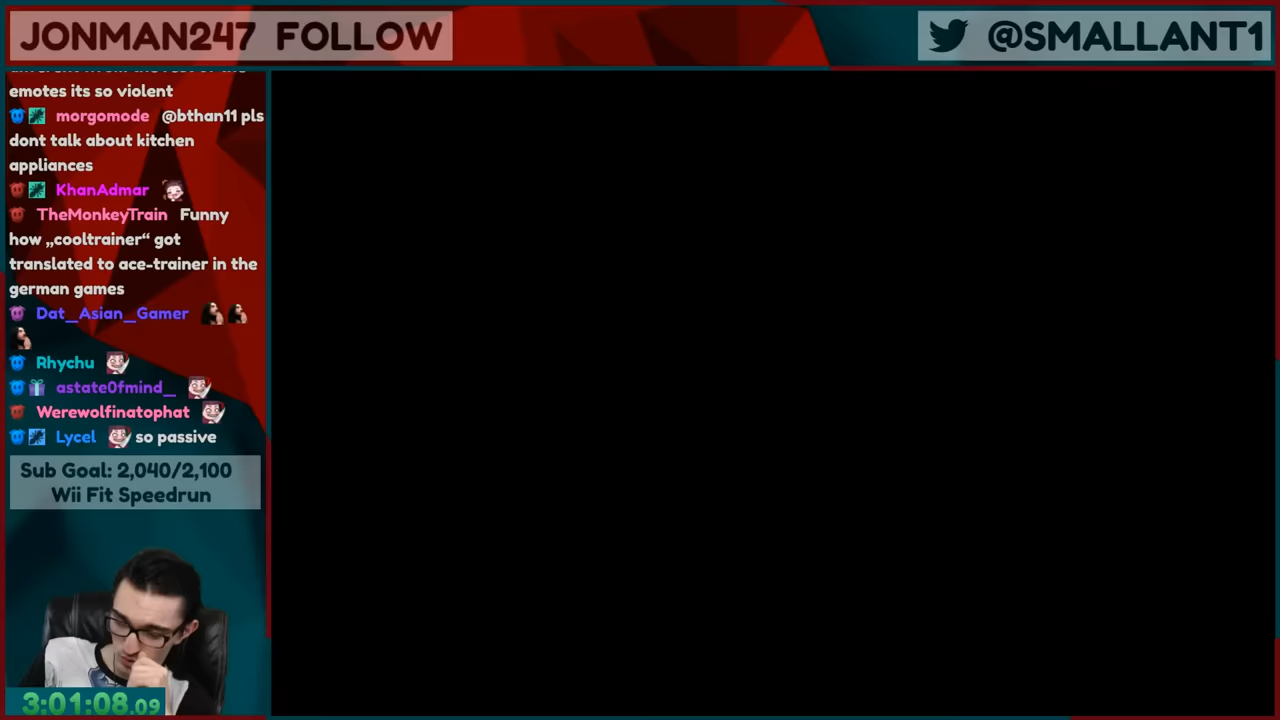 JONMAN247 FOLLOW
@SMALLANT1
emotes its so violent
morgomode @bthan11 pls
dont talk about kitchen
appliances
KhanAdmar
TheMonkeyTrain Funny
how „cooltrainer“ got
translated to ace-trainer in the
german games
Dat_Asian_Gamer
Rhychu
astate0fmind_
Werewolfinatophat
Lycel so passive
Sub Goal: 2,040/2,100
Wii Fit Speedrun
3:01:08.09